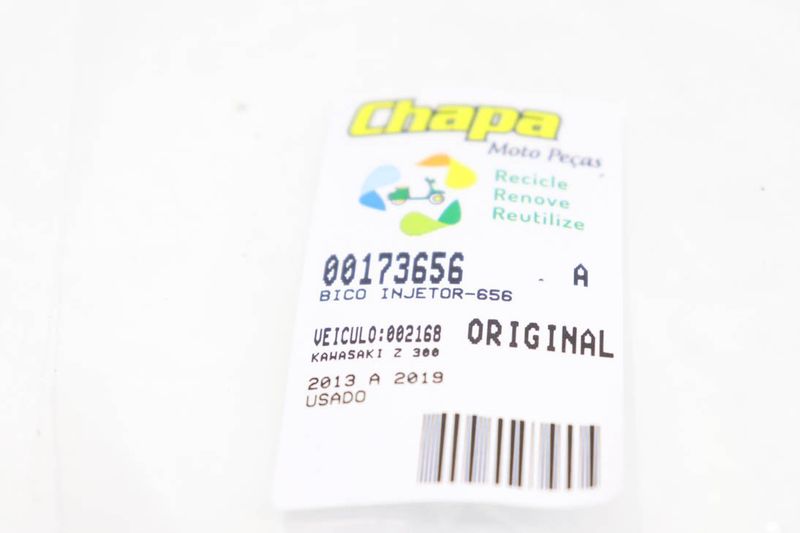 Chapa
Moto Peças
Recicle
Renove
Reutilize
00173656 A
BICO INJETOR-656
VEICULO:002168 ORIGINAL
KAWASAKI Z 300
2013 A 2019
USADO